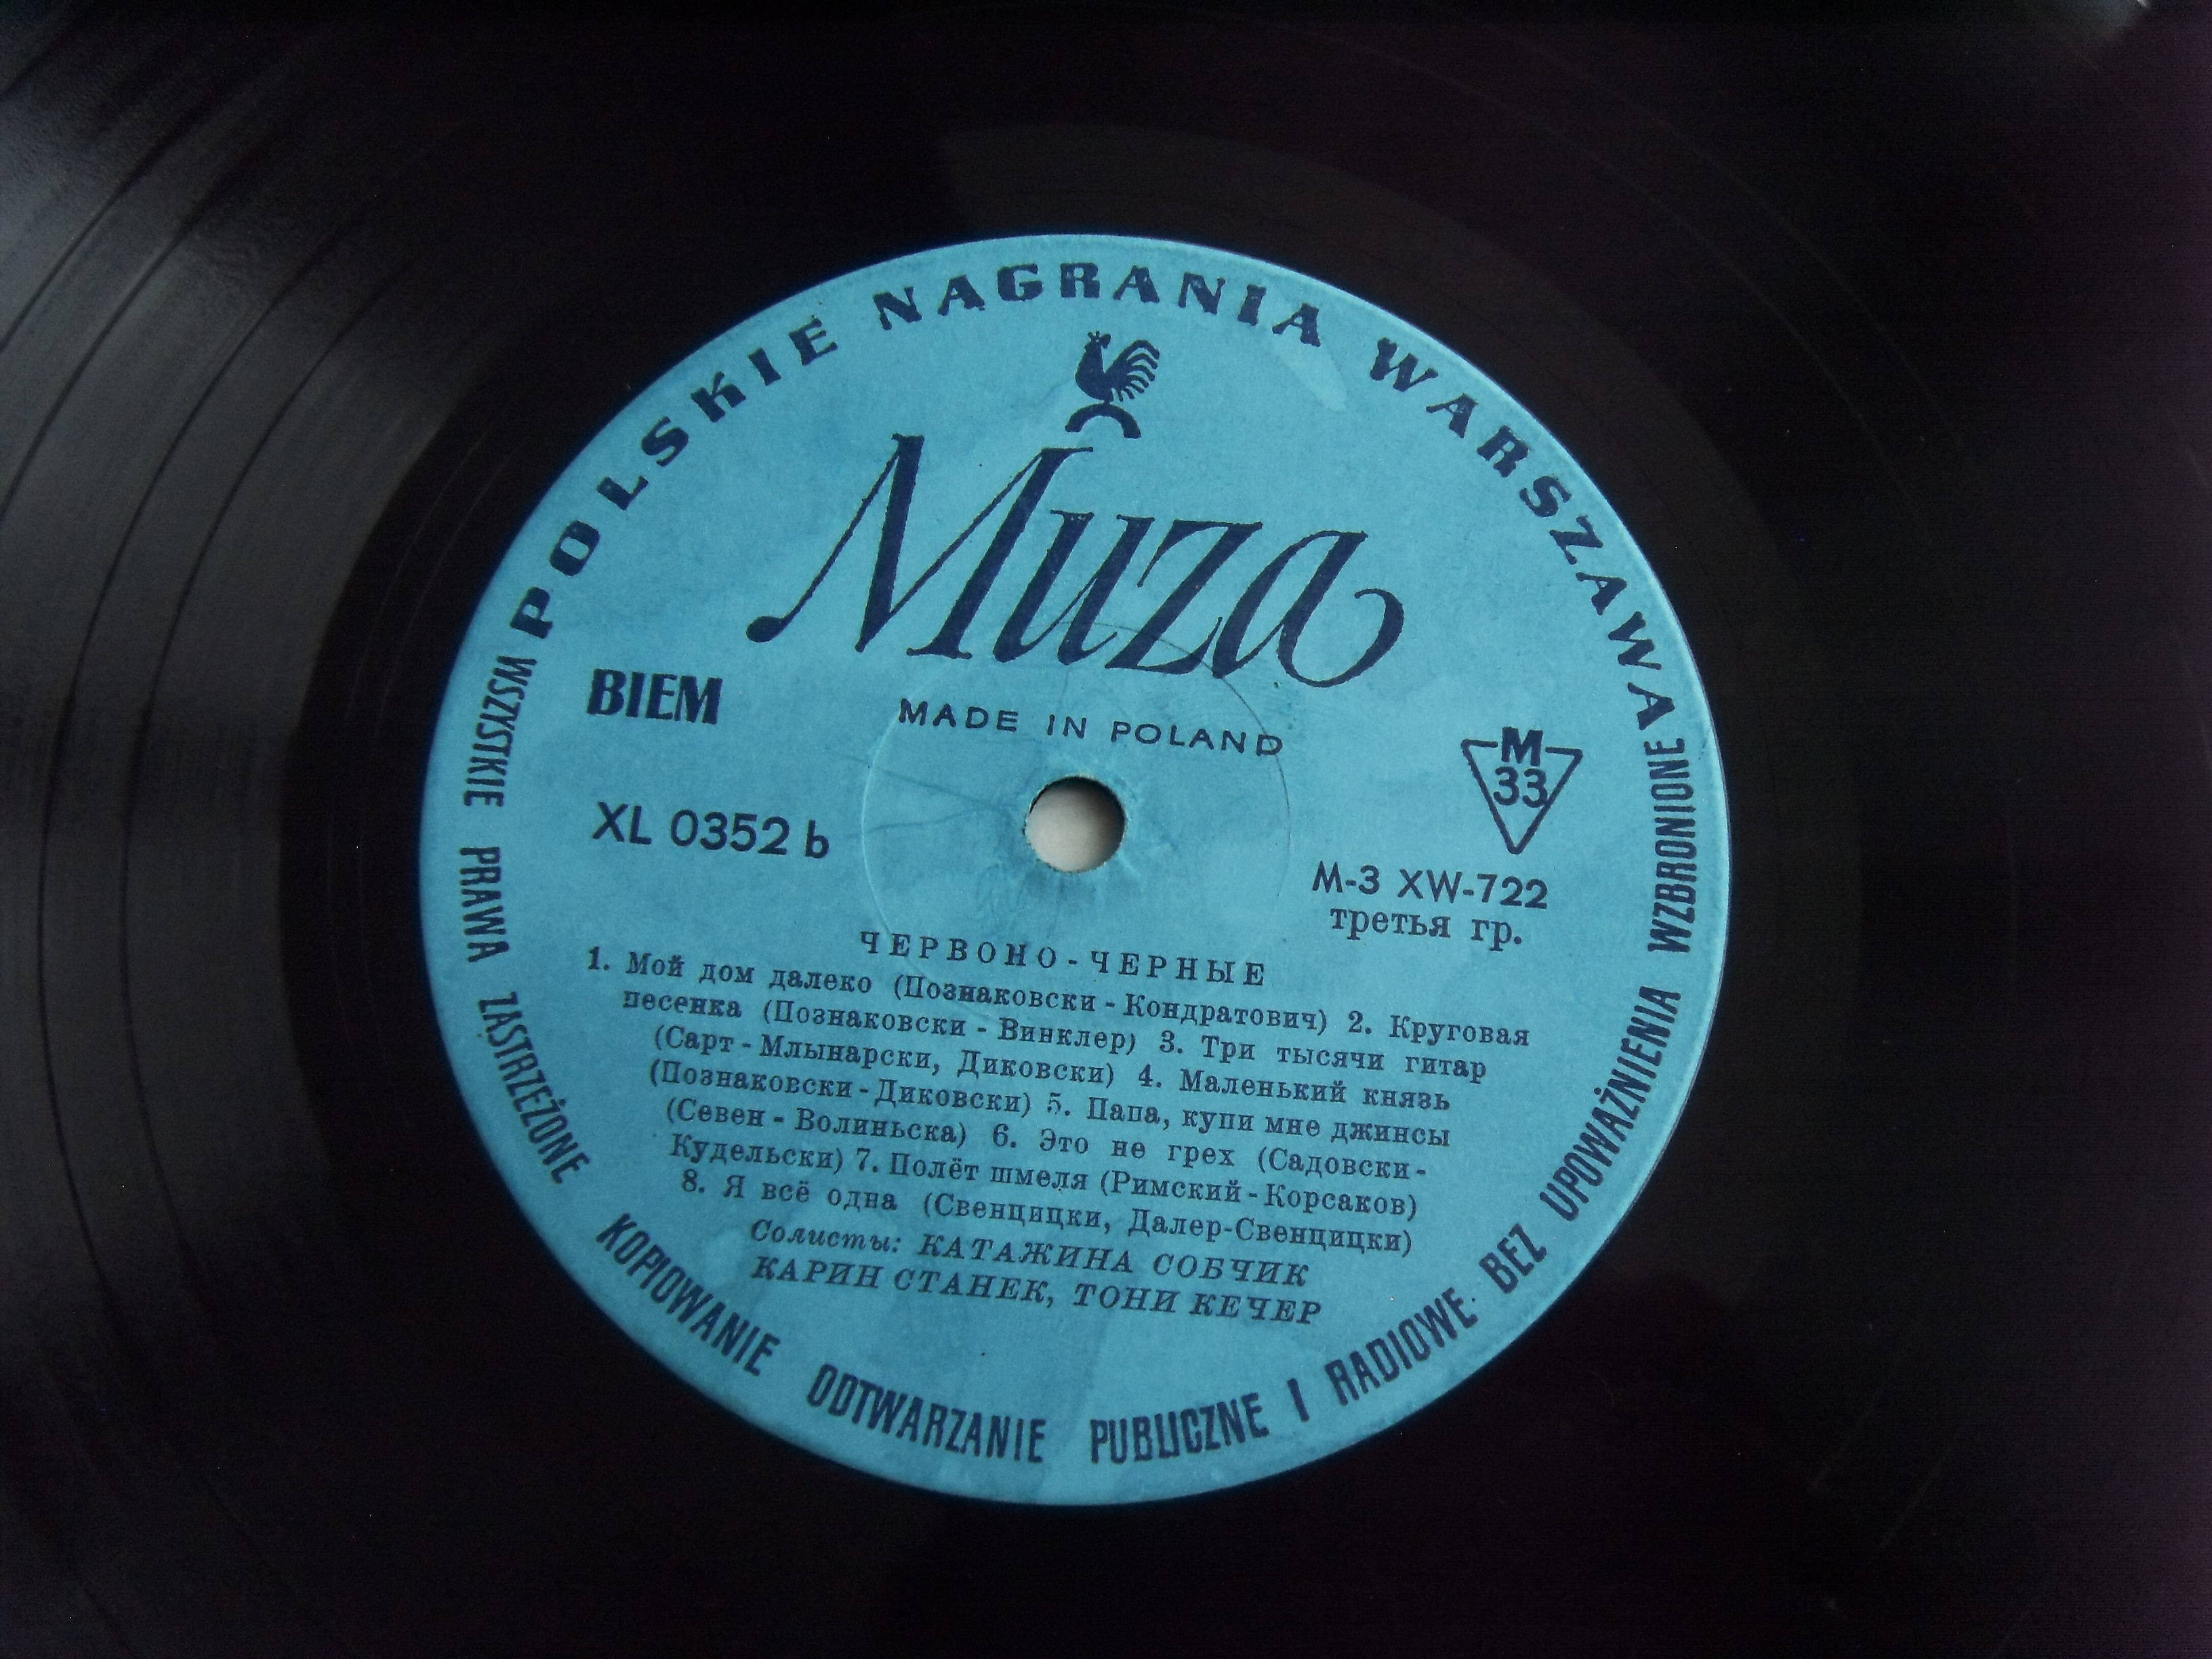 POLSKIE NAGRANIA WARSZAWA
Muza
BIEM
MADE IN POLAND
M
33
XL 0352 b
M-3 XW-722
третья гр.
ЧЕРВОНО-ЧЕРНЫЕ
1. Мой дом далеко (Познаковски - Кондратович) 2. Круговая
песенка (Познаковски - Винклер) 3. Три тысячи гитар
(Сарт - Млынарски, Диковски) 4. Маленький князь
(Познаковски - Диковски) 5. Папа, купи мне джинсы
(Севен - Волиньска) 6. Это не грех (Садовски-
Кудельски) 7. Полёт шмеля (Римский - Корсаков)
8. Я всё одна (Свенцицки, Далер-Свенцицки)
Солисты: КАТАЖИНА СОБЧИК
КАРИН СТАНЕК, ТОНИ КЕЧЕР
WSZYSTKIE PRAWA ZASTRZEŻONE KOPIOWANIE ODTWARZANIE PUBLICZNE I RADIOWE BEZ UPOWAŻNIENIA WZBRONIONE